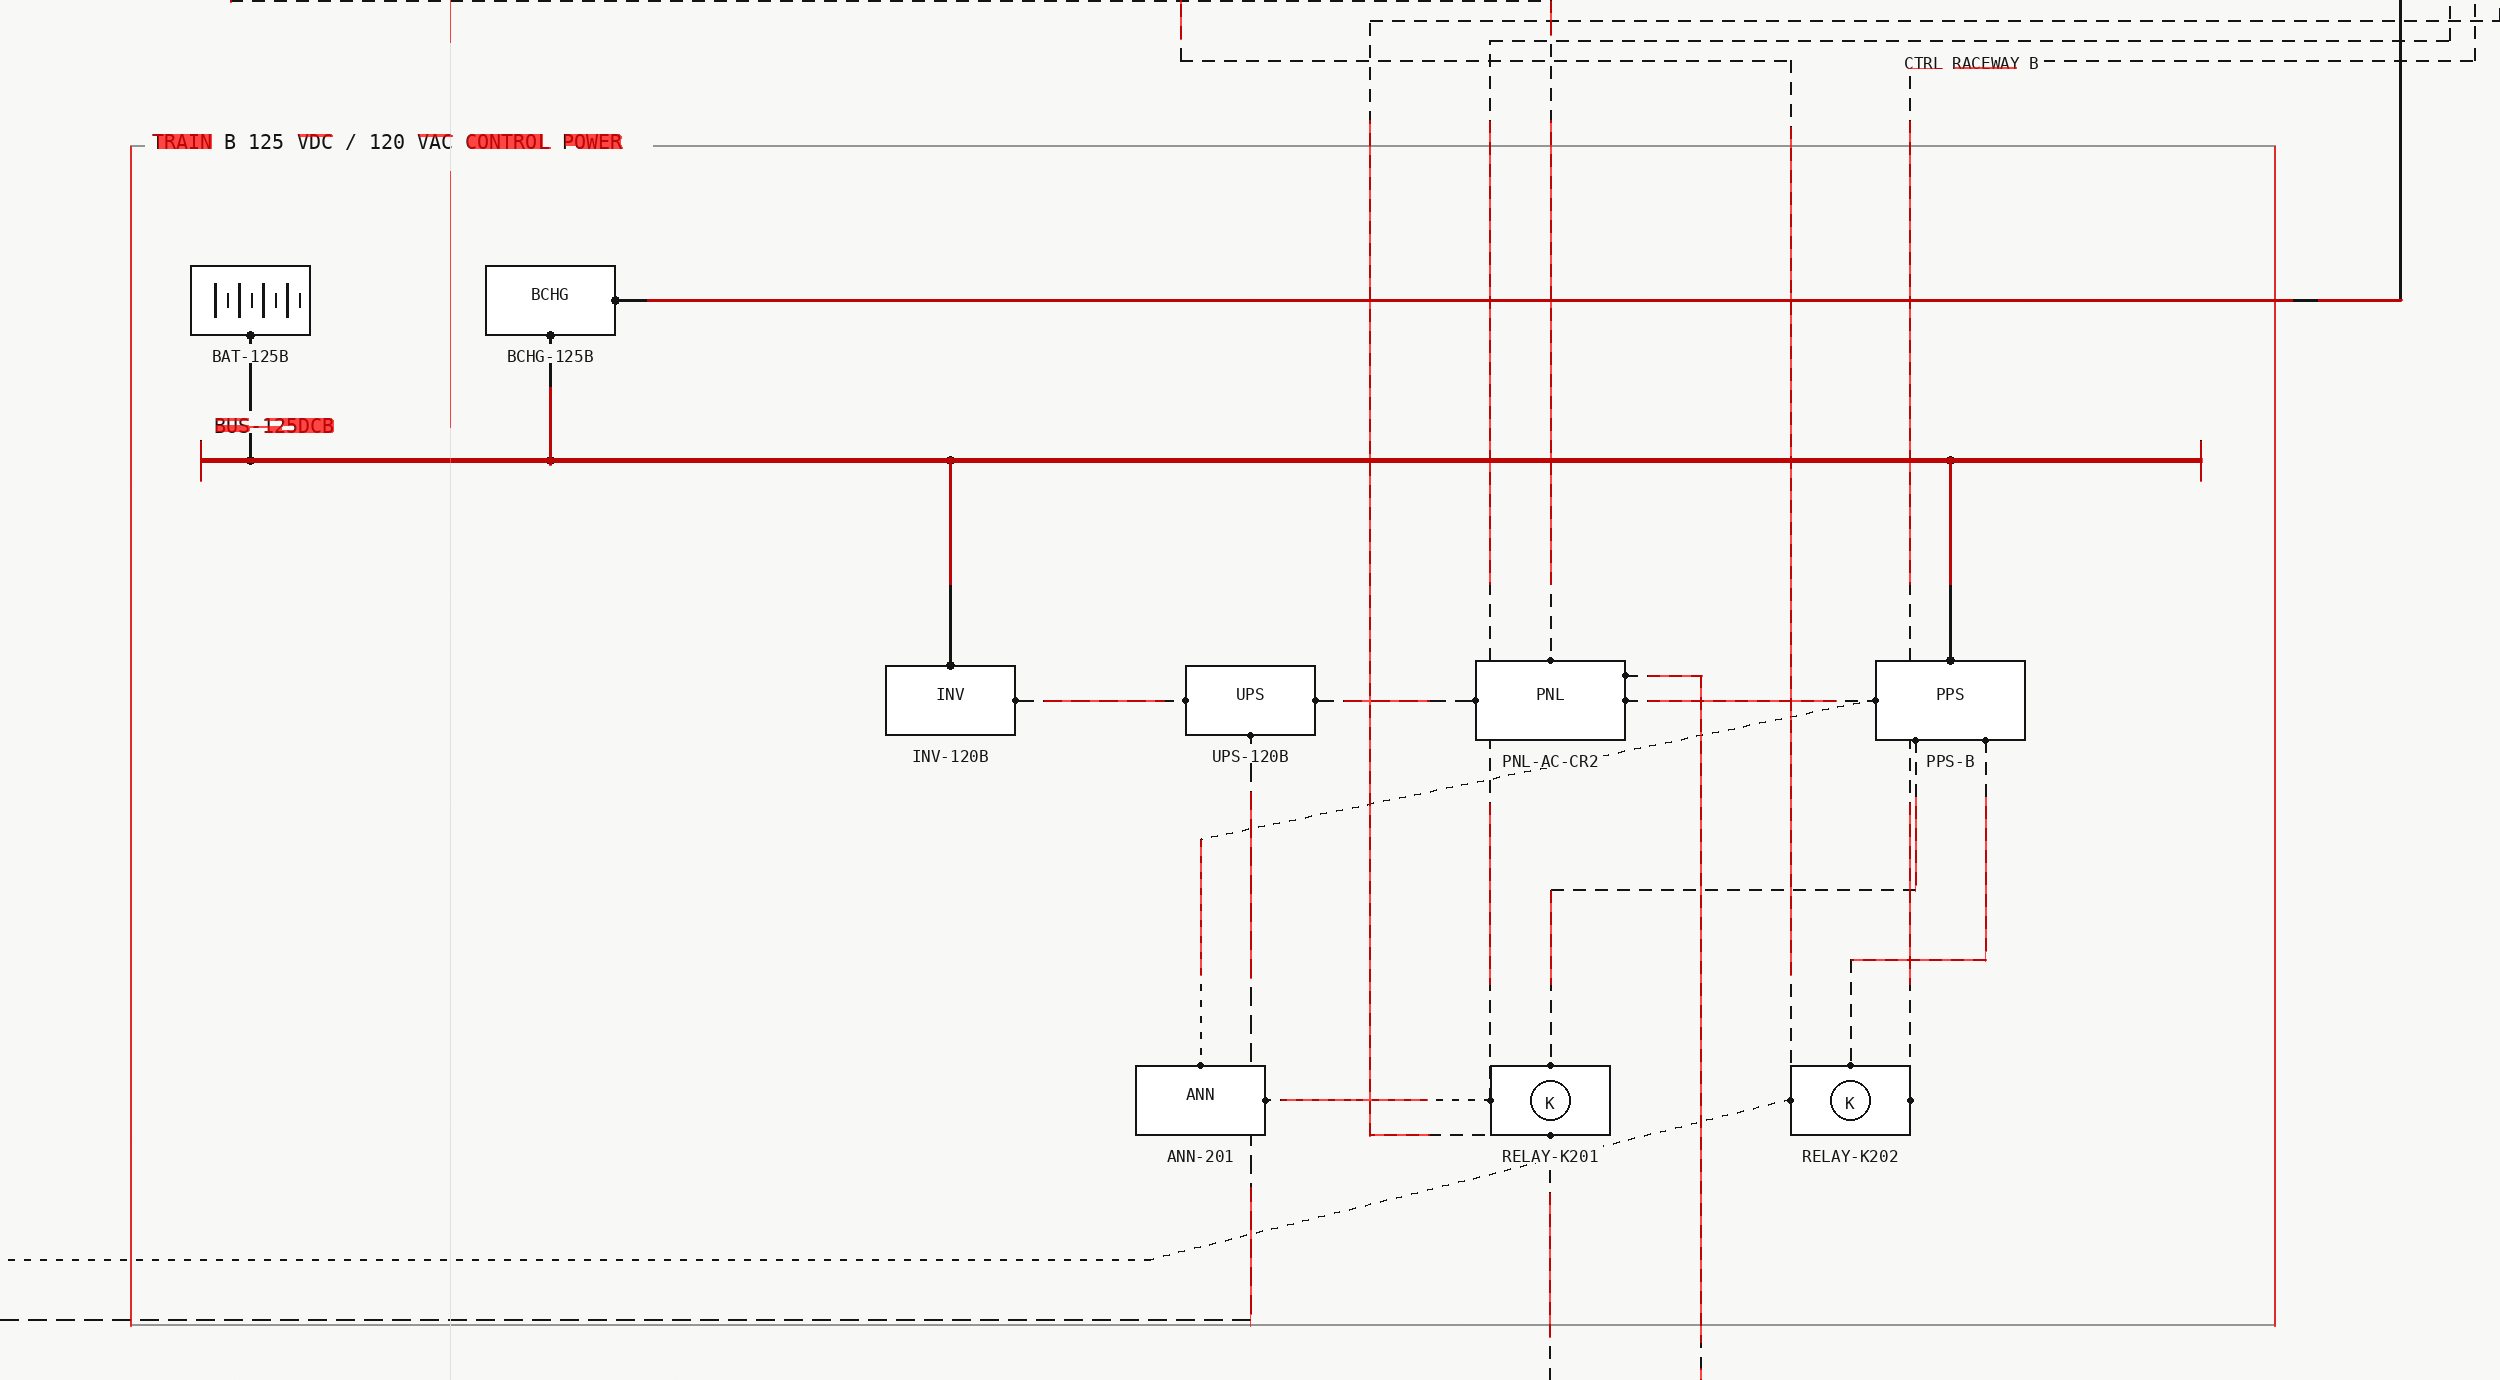 CTRL RACEWAY B
TRAIN B 125 VDC / 120 VAC CONTROL POWER
BCHG
BAT-125B
BCHG-125B
BUS-125DCB
INV
UPS
PNL
PPS
INV-120B
UPS-120B
PNL-AC-CR2
PPS-B
ANN
K
K
ANN-201
RELAY-K201
RELAY-K202